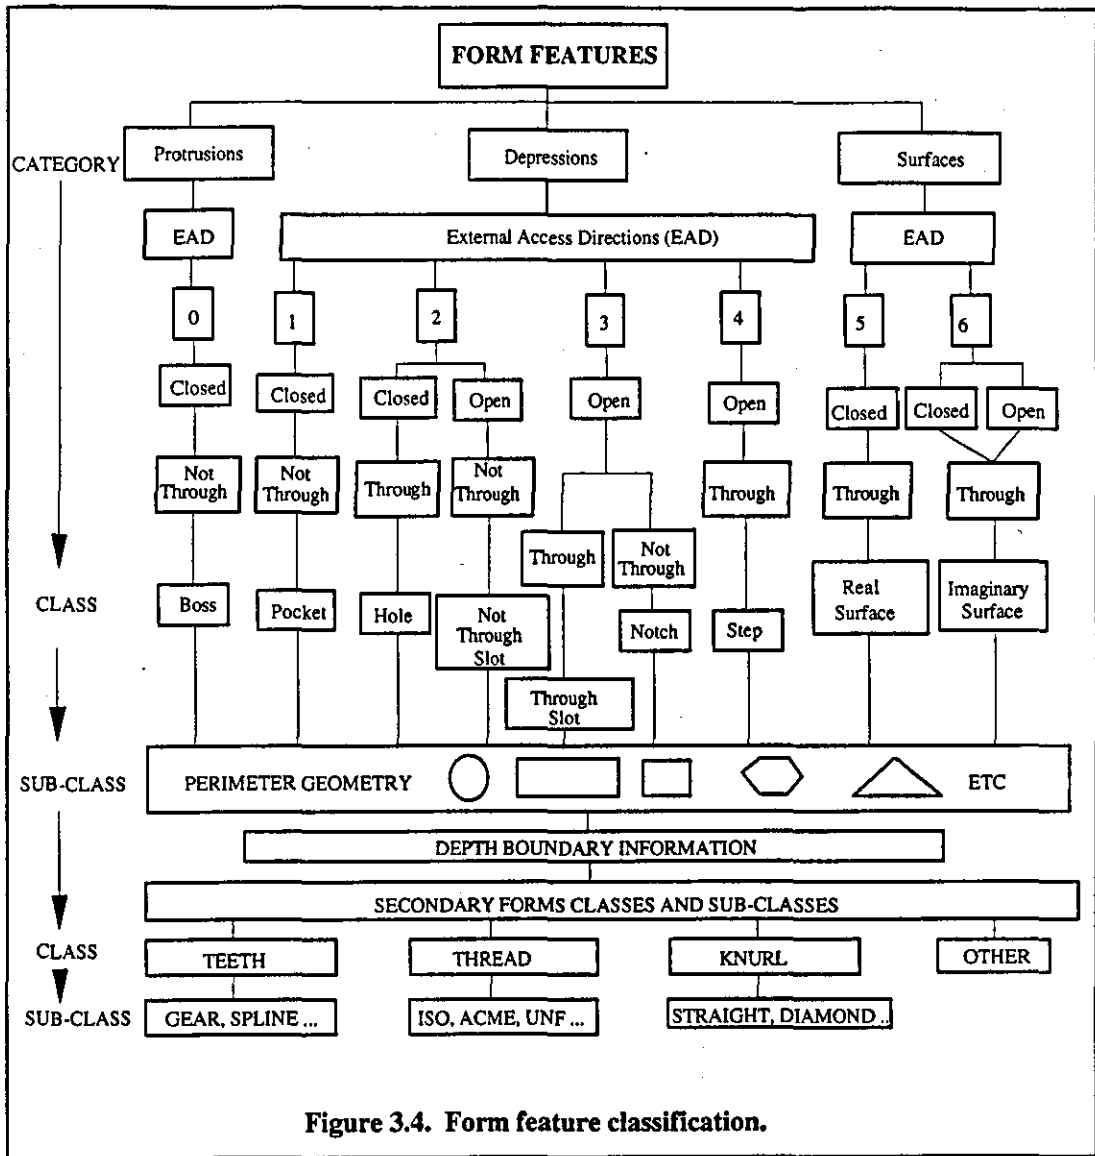 FORM FEATURES
CATEGORY
Protrusions
Depressions
Surfaces
EAD
External Access Directions (EAD)
EAD
0
1
2
3
4
5
6
Closed
Closed
Closed
Open
Open
Open
Closed
Closed
Open
Not
Through
Not
Through
Through
Not
Through
Through
Through
Through
Through
Not
Through
CLASS
Boss
Pocket
Hole
Not
Through
Slot
Through
Slot
Notch
Step
Real
Surface
Imaginary
Surface
SUB-CLASS
PERIMETER GEOMETRY
ETC
DEPTH BOUNDARY INFORMATION
SECONDARY FORMS CLASSES AND SUB-CLASSES
CLASS
TEETH
THREAD
KNURL
OTHER
SUB-CLASS
GEAR, SPLINE ...
ISO, ACME, UNF ...
STRAIGHT, DIAMOND ..
Figure 3.4. Form feature classification.